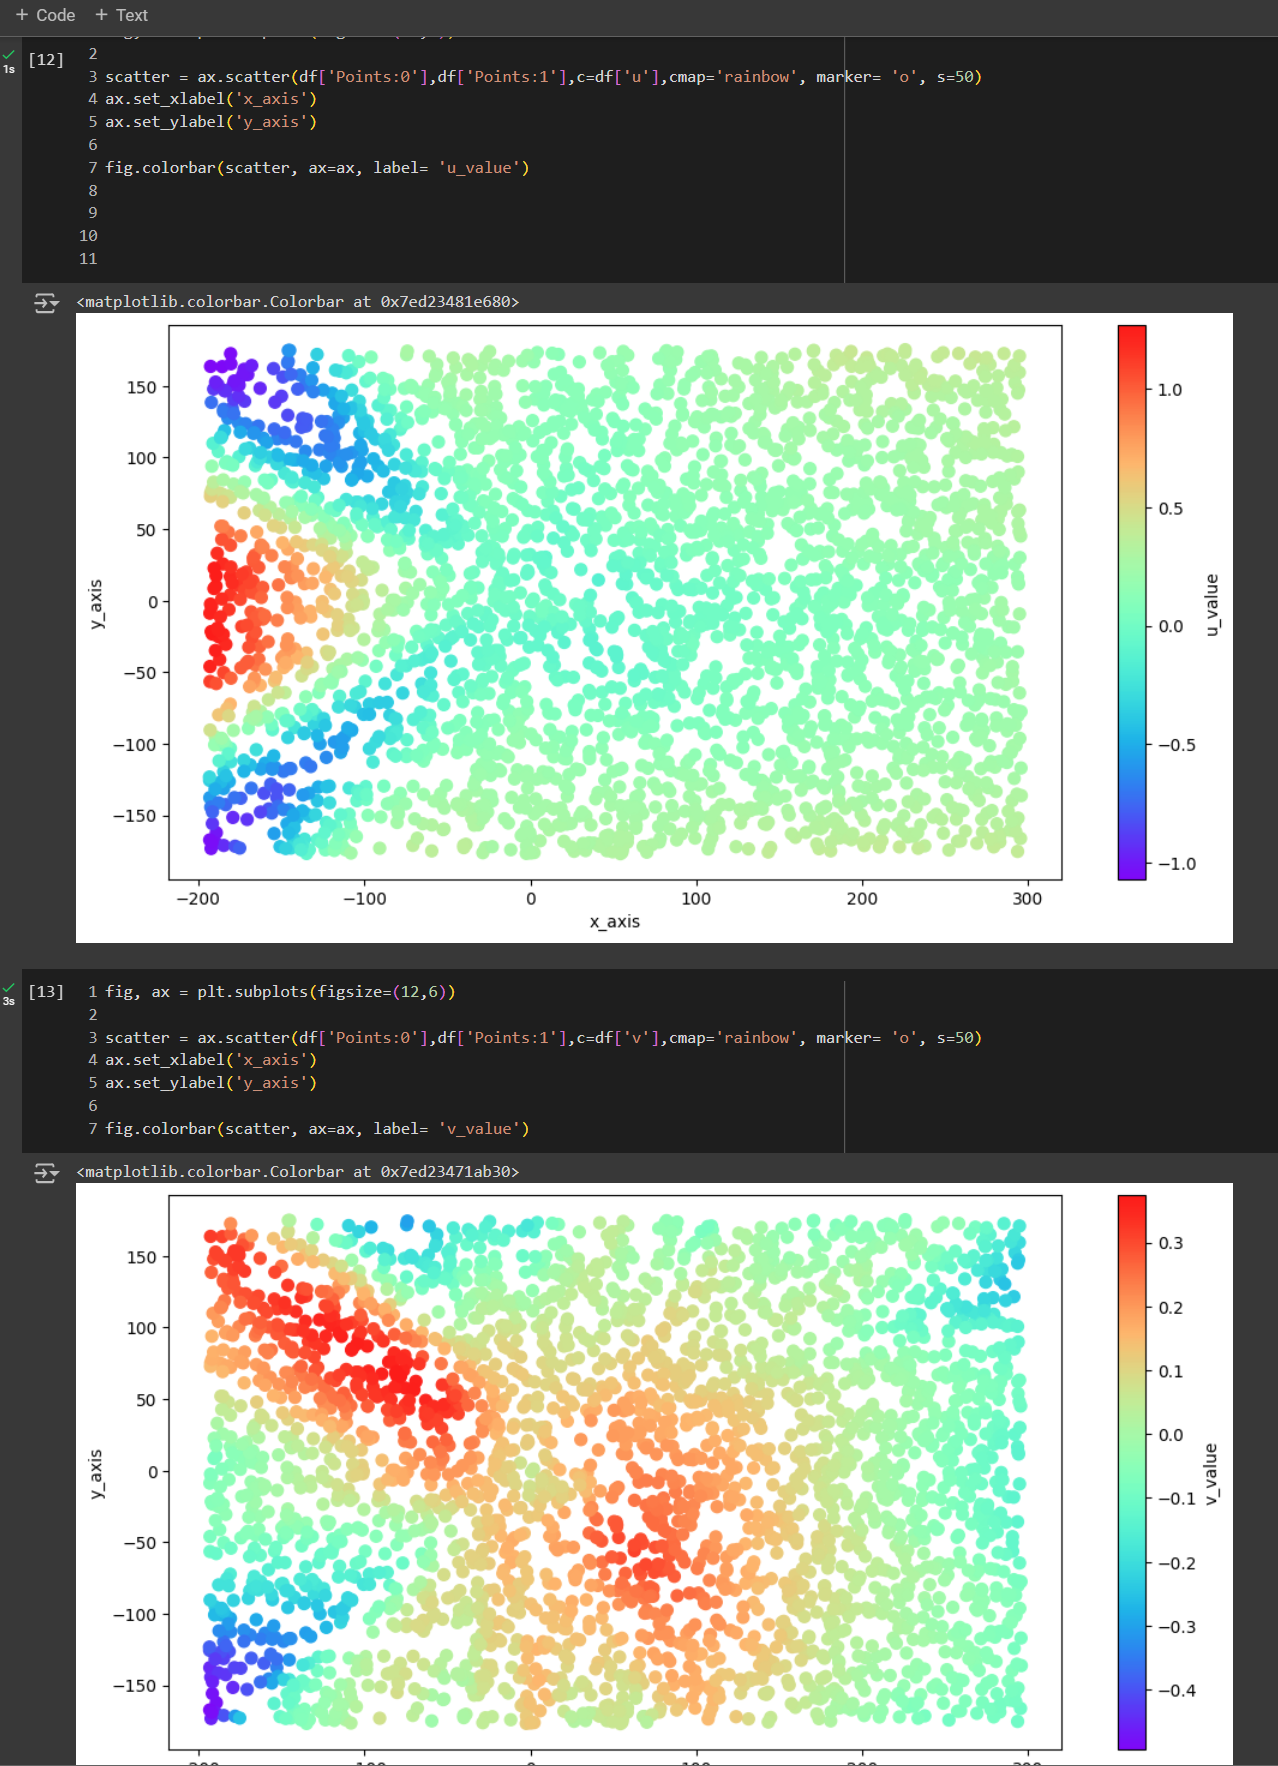 + Code + Text
[12]
1s
2
3 scatter = ax.scatter(df['Points:0'],df['Points:1'],c=df['u'],cmap='rainbow', marker= 'o', s=50)
4 ax.set_xlabel('x_axis')
5 ax.set_ylabel('y_axis')
6
7 fig.colorbar(scatter, ax=ax, label= 'u_value')
8
9
10
11
<matplotlib.colorbar.Colorbar at 0x7ed23481e680>
150
100
50
0
−50
−100
−150
y_axis
−200 −100 0 100 200 300
x_axis
1.0
0.5
0.0
−0.5
−1.0
u_value
[13]
3s
1 fig, ax = plt.subplots(figsize=(12,6))
2
3 scatter = ax.scatter(df['Points:0'],df['Points:1'],c=df['v'],cmap='rainbow', marker= 'o', s=50)
4 ax.set_xlabel('x_axis')
5 ax.set_ylabel('y_axis')
6
7 fig.colorbar(scatter, ax=ax, label= 'v_value')
<matplotlib.colorbar.Colorbar at 0x7ed23471ab30>
150
100
50
0
−50
−100
−150
y_axis
0.3
0.2
0.1
0.0
−0.1
−0.2
−0.3
−0.4
v_value